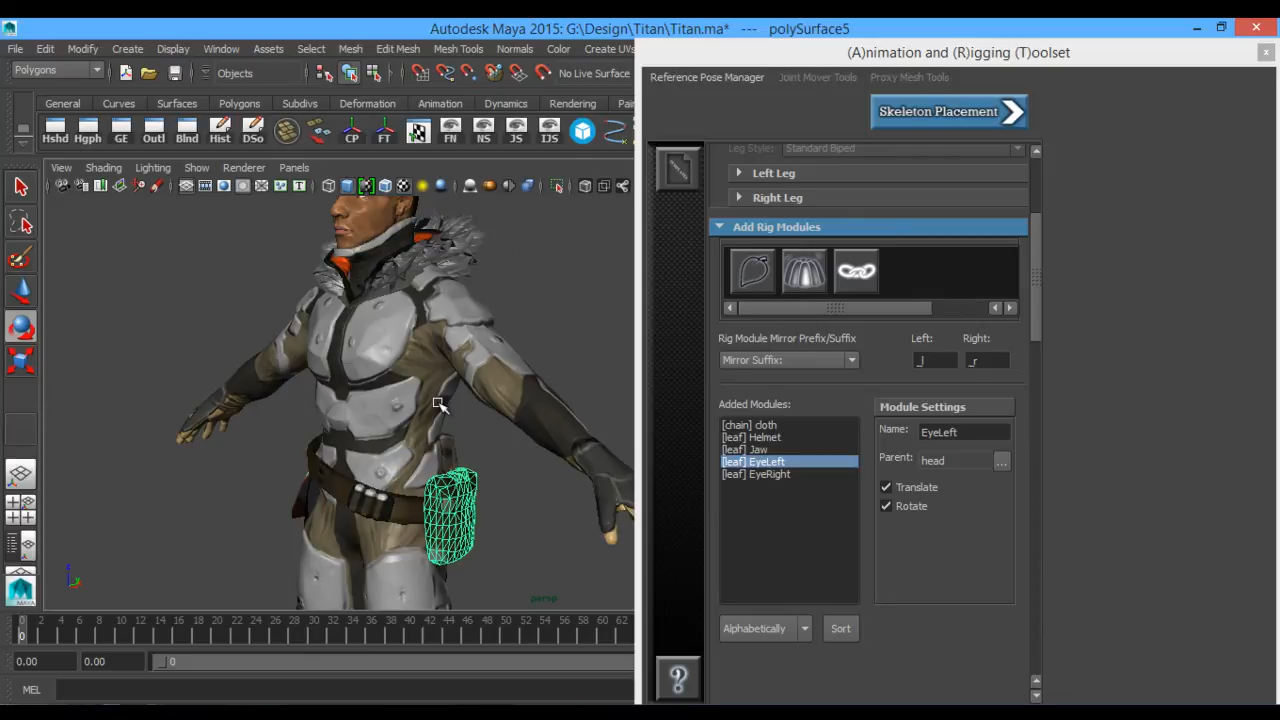 Autodesk Maya 2015: G:\Design\Titan\Titan.ma*   ---   polySurface5
File Edit Modify Create Display Window Assets Select Mesh Edit Mesh Mesh Tools Normals Color Create UVs
(A)nimation and (R)igging (T)oolset
Polygons Objects No Live Surface
Reference Pose Manager Joint Mover Tools Proxy Mesh Tools
General Curves Surfaces Polygons Subdivs Deformation Animation Dynamics Rendering
Skeleton Placement
Hshd Hgph GE Outl Blnd Hist DSo CP FT FN NS JS IJS
Leg Style: Standard Biped
View Shading Lighting Show Renderer Panels
Left Leg
Right Leg
Add Rig Modules
Rig Module Mirror Prefix/Suffix Left: Right:
Mirror Suffix: _l _r
Added Modules: Module Settings
[chain] cloth
[leaf] Helmet
[leaf] Jaw
[leaf] EyeLeft
[leaf] EyeRight
Name: EyeLeft
Parent: head ...
Translate
Rotate
persp
0 2 4 6 8 10 12 14 16 18 20 22 24 26 28 30 32 34 36 38 40 42 44 46 48 50 52 54 56 58 60 62
0
Alphabetically Sort
0.00 0.00 0
MEL